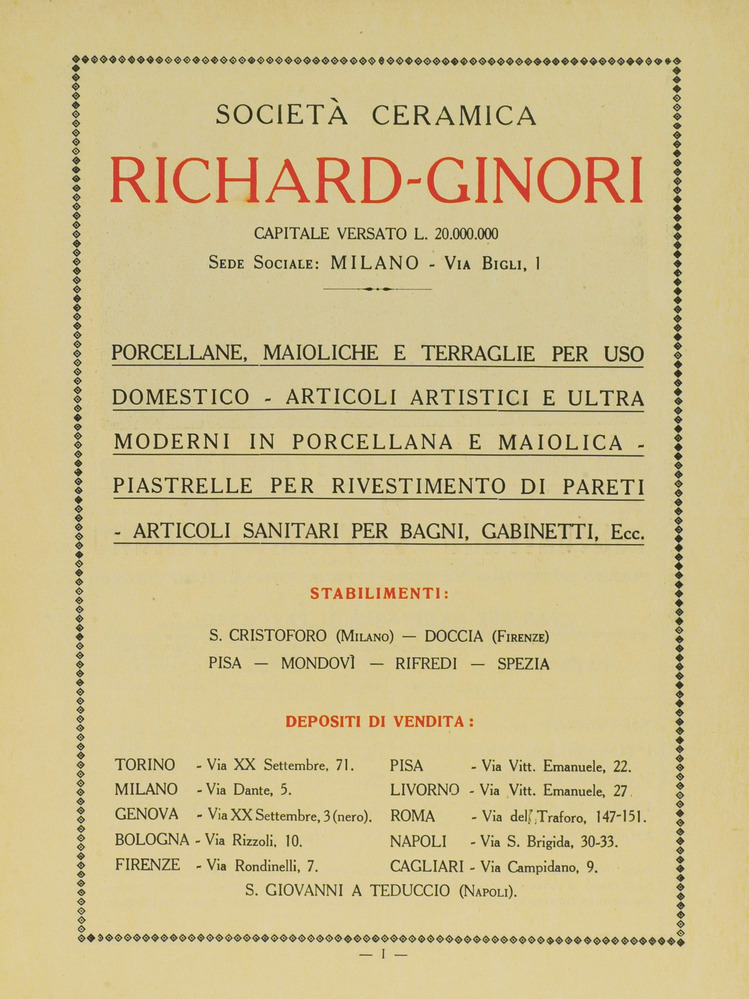 SOCIETÀ CERAMICA
RICHARD-GINORI
CAPITALE VERSATO L. 20.000.000
SEDE SOCIALE: MILANO - VIA BIGLI, 1
PORCELLANE, MAIOLICHE E TERRAGLIE PER USO
DOMESTICO - ARTICOLI ARTISTICI E ULTRA
MODERNI IN PORCELLANA E MAIOLICA -
PIASTRELLE PER RIVESTIMENTO DI PARETI
- ARTICOLI SANITARI PER BAGNI, GABINETTI, Ecc.
STABILIMENTI:
S. CRISTOFORO (MILANO) — DOCCIA (FIRENZE)
PISA — MONDOVÌ — RIFREDI — SPEZIA
DEPOSITI DI VENDITA:
TORINO - Via XX Settembre, 71.
MILANO - Via Dante, 5.
GENOVA - Via XX Settembre, 3 (nero).
BOLOGNA - Via Rizzoli, 10.
FIRENZE - Via Rondinelli, 7.
PISA - Via Vitt. Emanuele, 22.
LIVORNO - Via Vitt. Emanuele, 27
ROMA - Via del Traforo, 147-151.
NAPOLI - Via S. Brigida, 30-33.
CAGLIARI - Via Campidano, 9.
S. GIOVANNI A TEDUCCIO (NAPOLI).
— I —